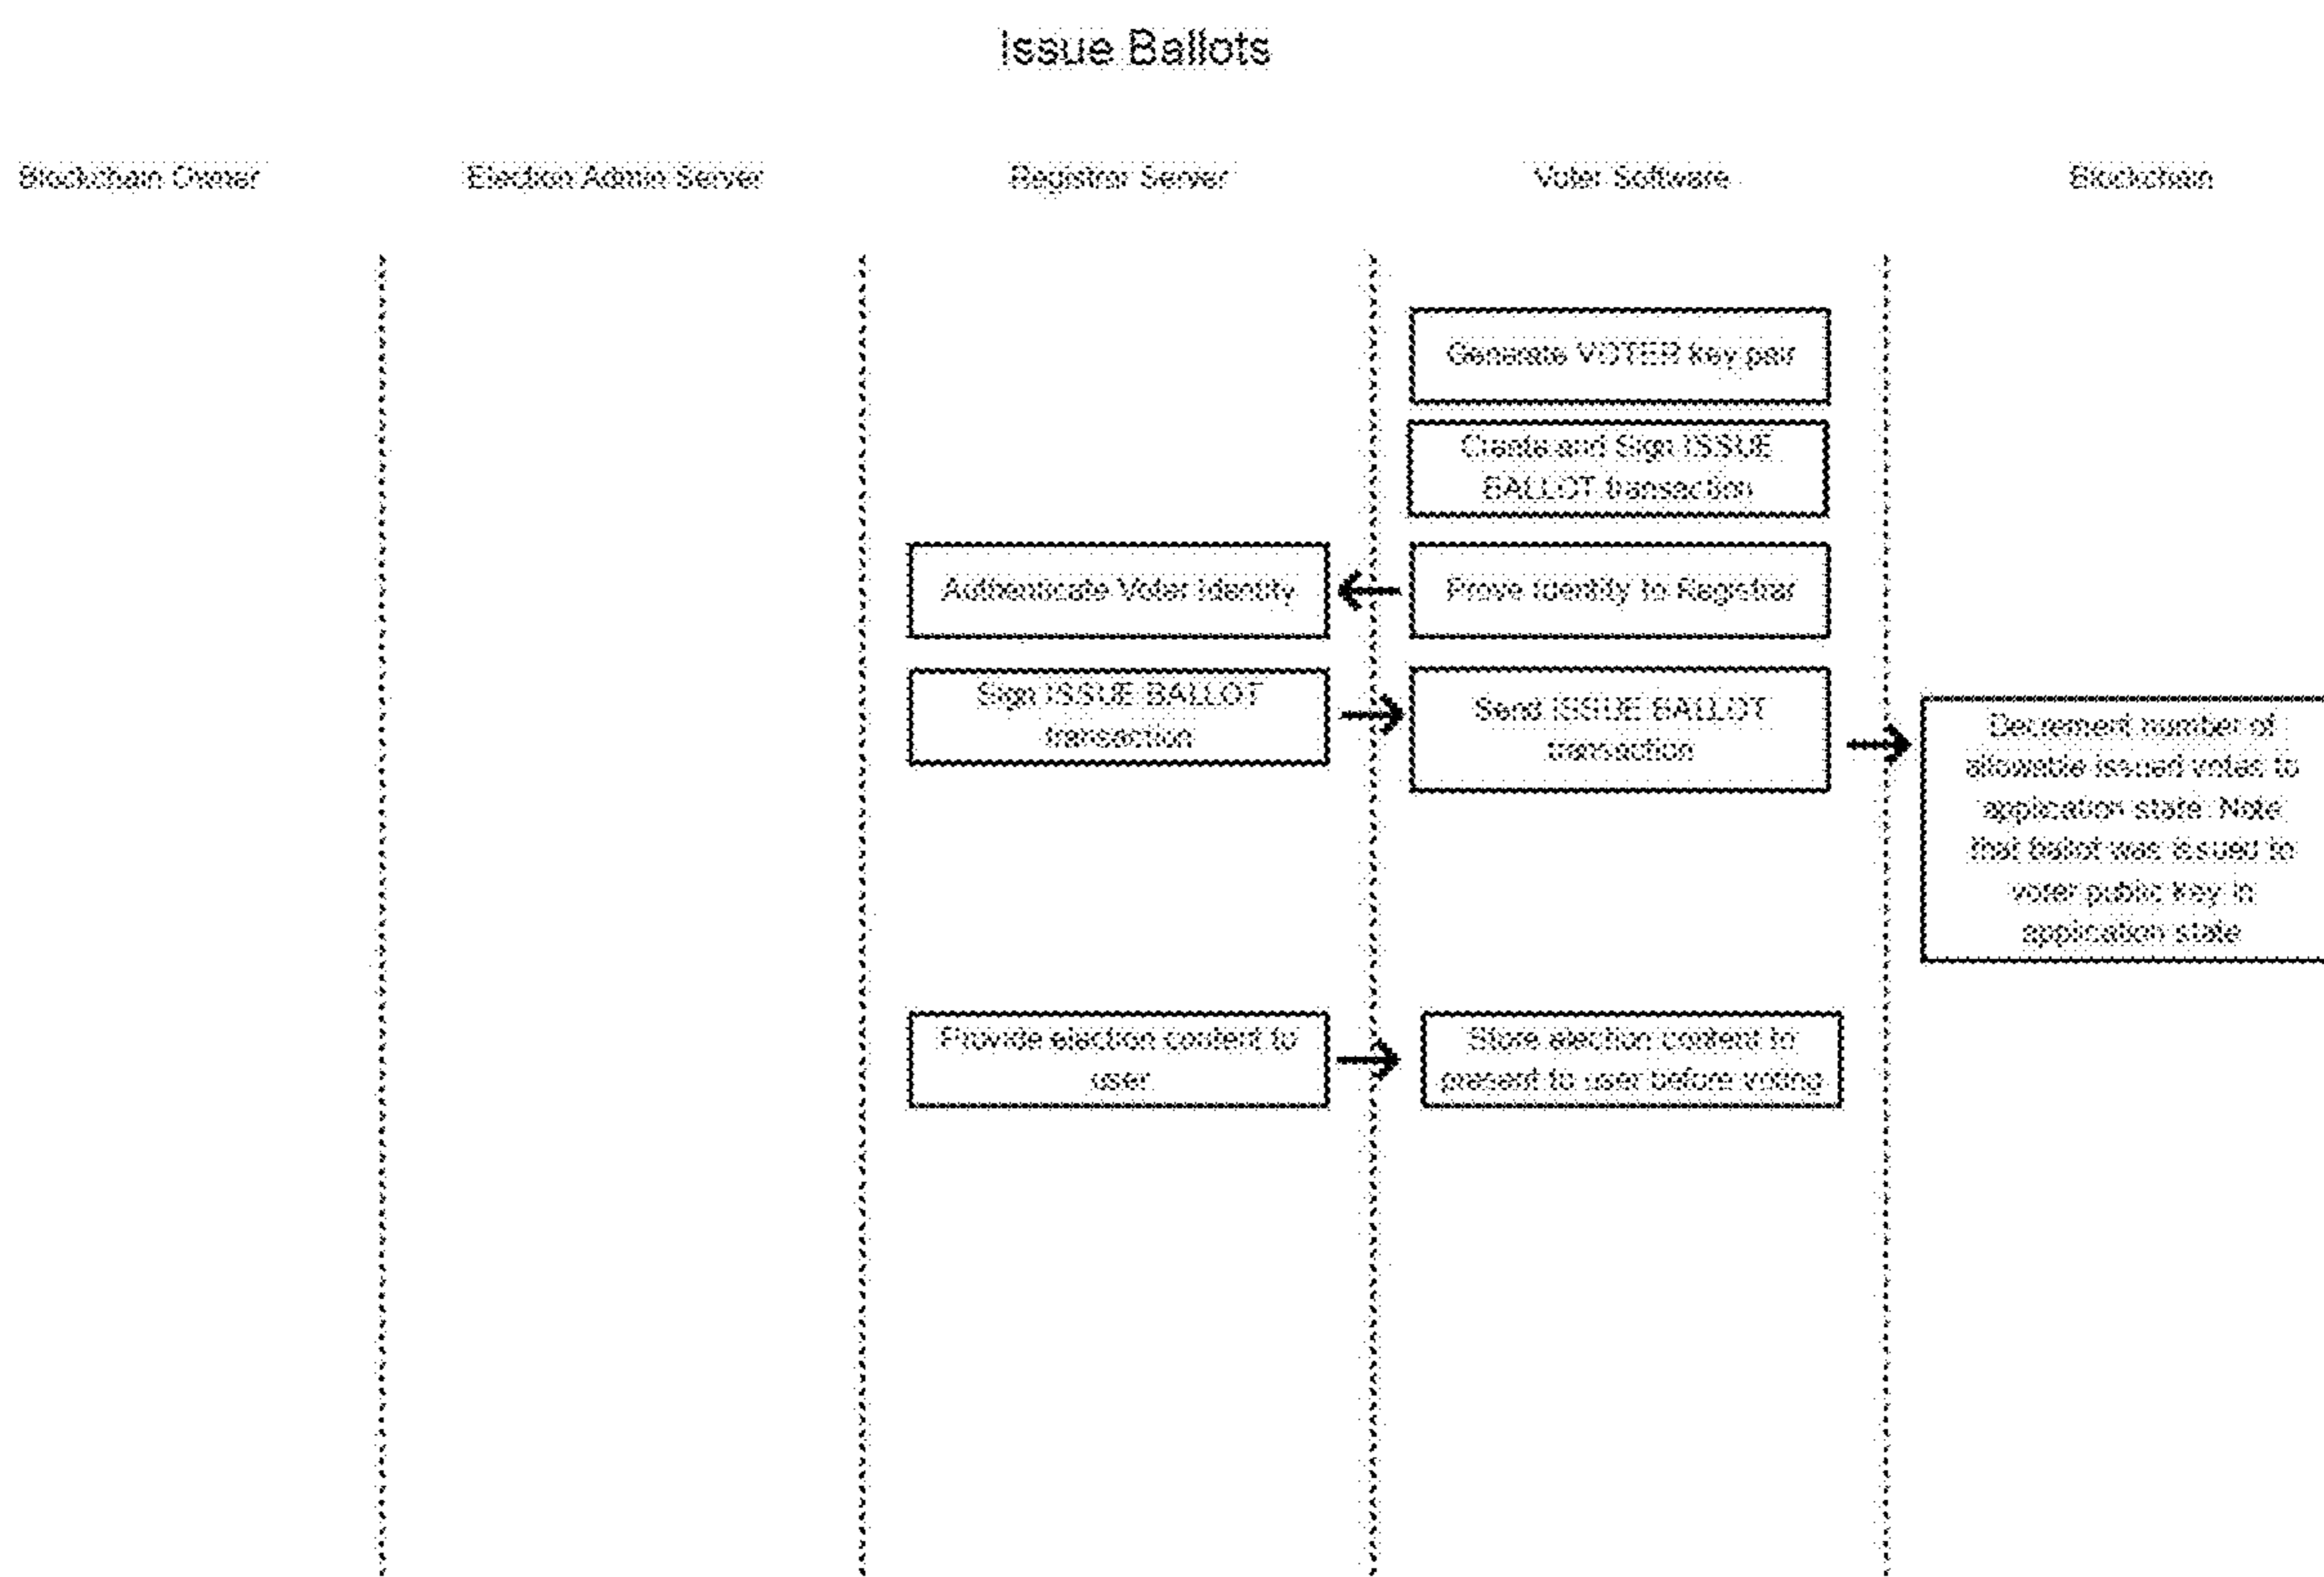 Issue Ballots
Blockchain Owner
Election Admin Server
Registrar Server
Voter Software
Blockchain
Generate VOTER key pair
Create and Sign ISSUE
BALLOT transaction
Authenticate Voter Identity
Prove Identity to Registrar
Sign ISSUE BALLOT
transaction
Send ISSUE BALLOT
transaction
Decrement number of
allowable issued votes to
application state. Note
that ballot was issued to
voter public key in
application state
Provide election content to
user.
Store election content to
present to user before voting